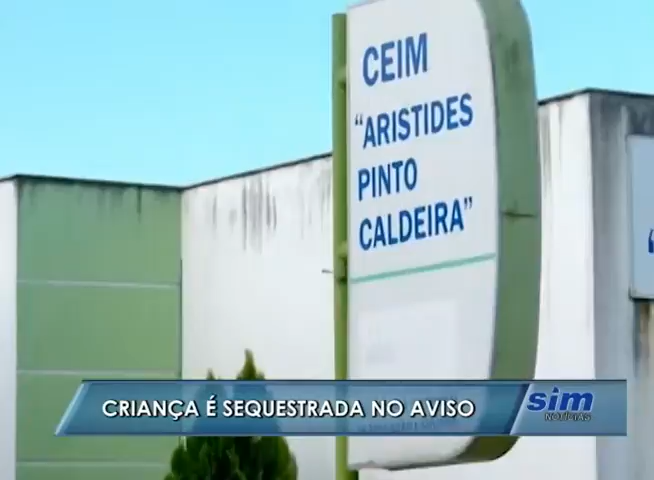 CEIM
“ARISTIDES
PINTO
CALDEIRA”
CRIANÇA É SEQUESTRADA NO AVISO
sim
NOTÍCIAS